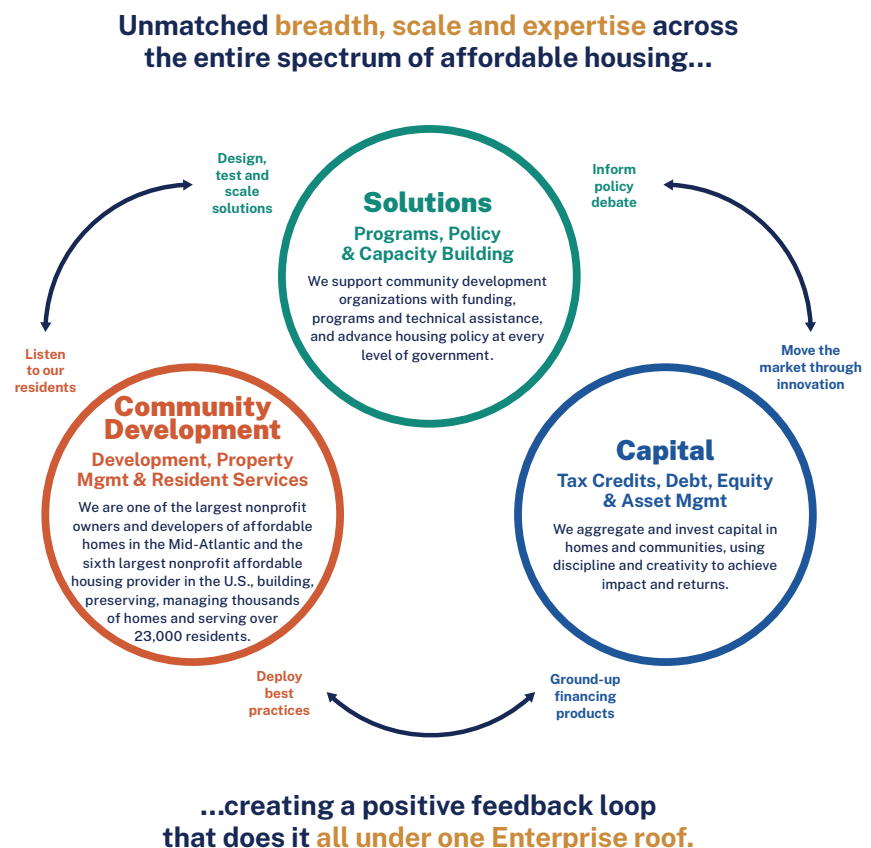 Unmatched breadth, scale and expertise across
the entire spectrum of affordable housing...
Design,
test and
scale
solutions
Inform
policy
debate
Solutions
Programs, Policy
& Capacity Building
We support community development
organizations with funding,
programs and technical assistance,
and advance housing policy at every
level of government.
Listen
to our
residents
Move the
market through
innovation
Community
Development
Development, Property
Mgmt & Resident Services
We are one of the largest nonprofit
owners and developers of affordable
homes in the Mid-Atlantic and the
sixth largest nonprofit affordable
housing provider in the U.S., building,
preserving, managing thousands
of homes and serving over
23,000 residents.
Capital
Tax Credits, Debt, Equity
& Asset Mgmt
We aggregate and invest capital in
homes and communities, using
discipline and creativity to achieve
impact and returns.
Deploy
best
practices
Ground-up
financing
products
...creating a positive feedback loop
that does it all under one Enterprise roof.